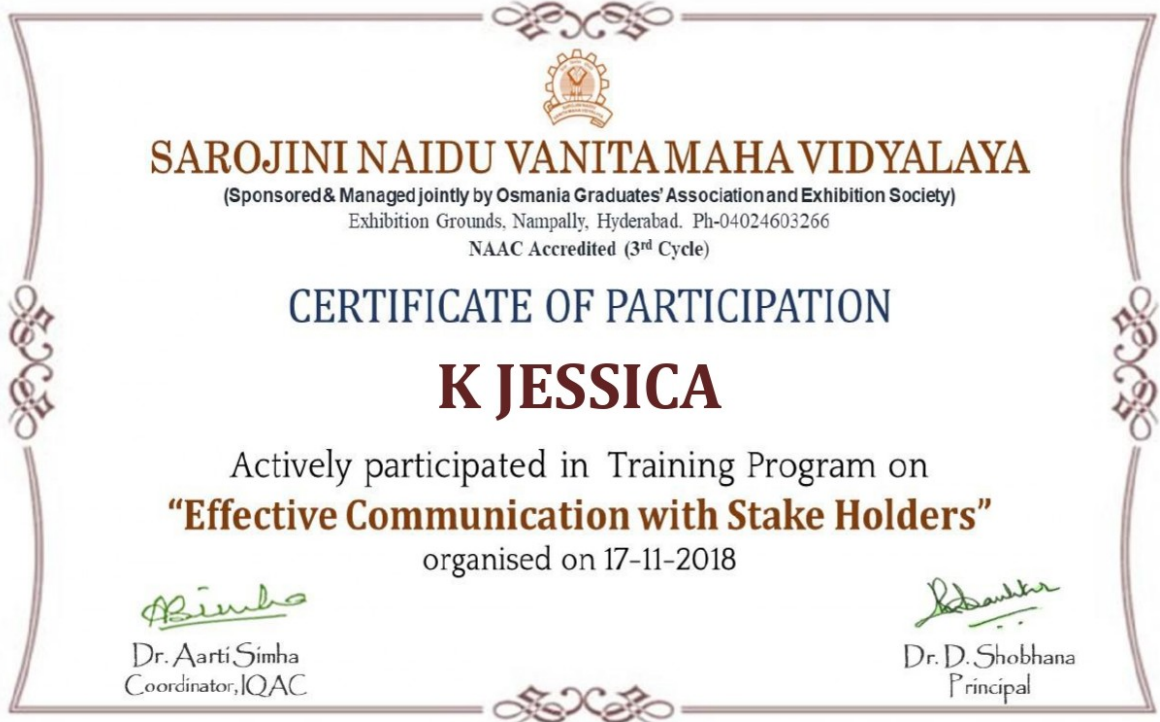 SAROJINI NAIDU VANITA MAHA VIDYALAYA
(Sponsored & Managed jointly by Osmania Graduates' Association and Exhibition Society)
Exhibition Grounds, Nampally, Hyderabad. Ph-04024603266
NAAC Accredited (3rd Cycle)
CERTIFICATE OF PARTICIPATION
K JESSICA
Actively participated in Training Program on
“Effective Communication with Stake Holders”
organised on 17-11-2018
Dr. Aarti Simha
Coordinator, IQAC
Dr. D. Shobhana
Principal